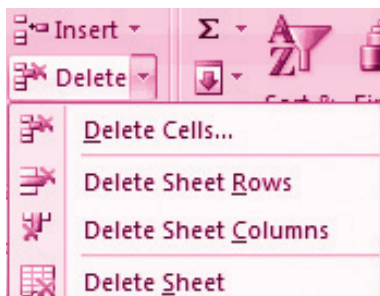 Insert
Σ
A
Z
Delete
Delete Cells...
Delete Sheet Rows
Delete Sheet Columns
Delete Sheet